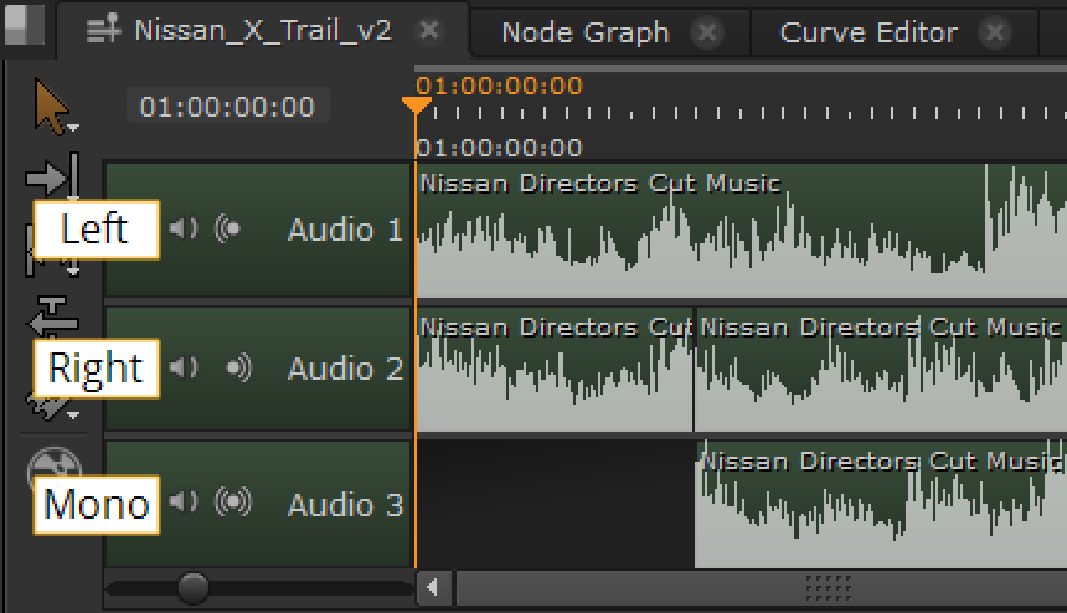 Nissan_X_Trail_v2
Node Graph
Curve Editor
01:00:00:00
01:00:00:00
01:00:00:00
Nissan Directors Cut Music
Left
Audio 1
Nissan Directors Cut
Nissan Directors Cut Music
Right
Audio 2
Nissan Directors Cut Music
Mono
Audio 3